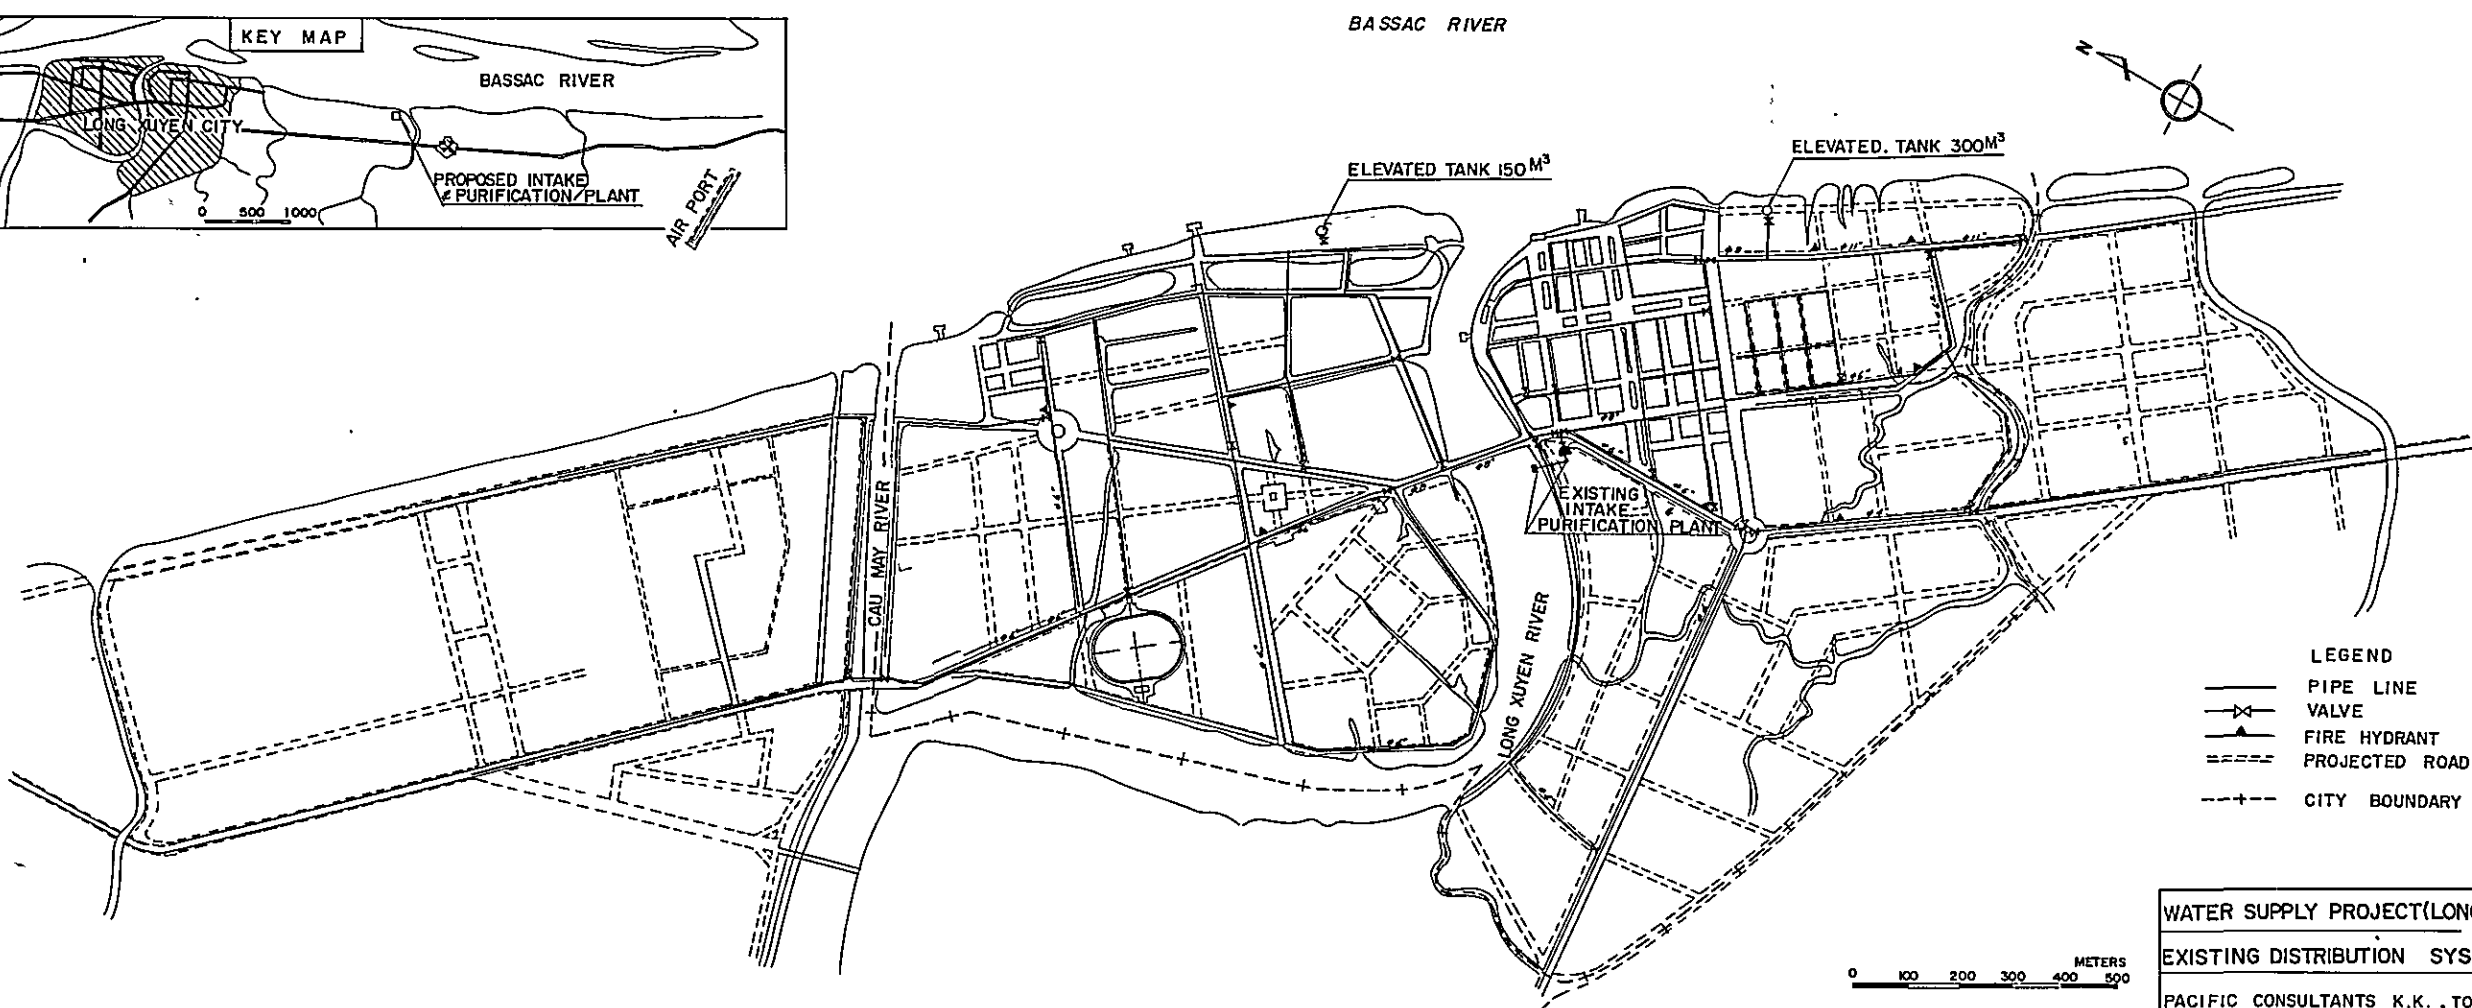 BASSAC RIVER
KEY MAP
BASSAC RIVER
LONG XUYEN CITY
PROPOSED INTAKE
& PURIFICATION PLANT
0 500 1000
AIR PORT
N
ELEVATED TANK 150 M³
ELEVATED. TANK 300M³
CAU MAY RIVER
EXISTING
INTAKE
PURIFICATION PLANT
LONG XUYEN RIVER
LEGEND
PIPE LINE
VALVE
FIRE HYDRANT
PROJECTED ROAD
CITY BOUNDARY
METERS
0 100 200 300 400 500
WATER SUPPLY PROJECT(LON
EXISTING DISTRIBUTION SYS
PACIFIC CONSULTANTS K.K., TO